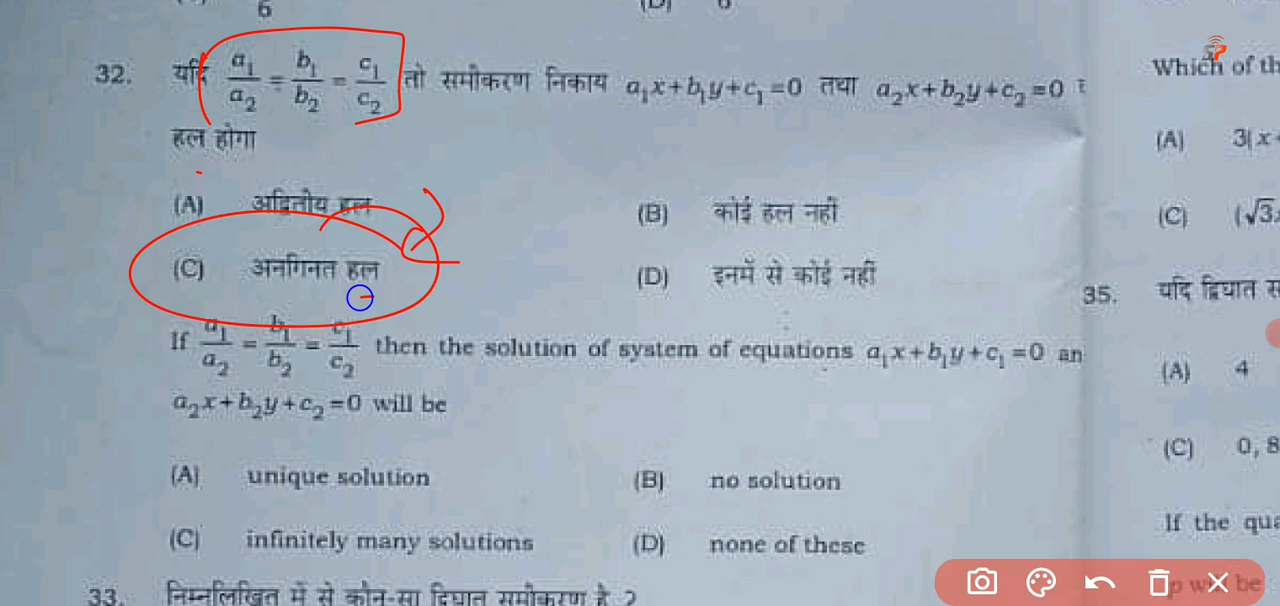 6
(D) 6
32. यदि a₁/a₂ = b₁/b₂ = c₁/c₂ तो समीकरण निकाय a₁x+b₁y+c₁=0 तथा a₂x+b₂y+c₂=0
हल होगा
(A) अद्वितीय हल
(B) कोई हल नहीं
(C) अनगिनत हल
(D) इनमें से कोई नहीं
If a₁/a₂ = b₁/b₂ = c₁/c₂ then the solution of system of equations a₁x+b₁y+c₁=0 an
a₂x+b₂y+c₂=0 will be
(A) unique solution
(B) no solution
(C) infinitely many solutions
(D) none of these
33. निम्नलिखित में से कौन-सा द्विघात समीकरण है ?
Which of th
(A) 3(x
(C) (√3
35. यदि द्विघात स
(A) 4
(C) 0, 8
If the qua
p will be